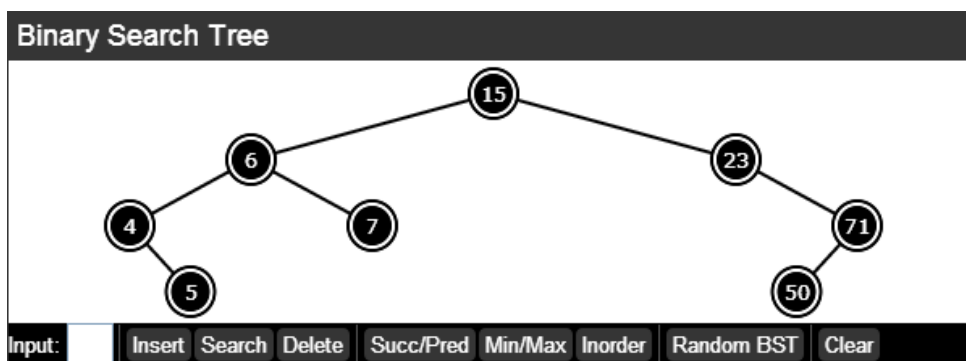 Binary Search Tree
15
6 23
4 7 71
5 50
Input: Insert Search Delete Succ/Pred Min/Max Inorder Random BST Clear